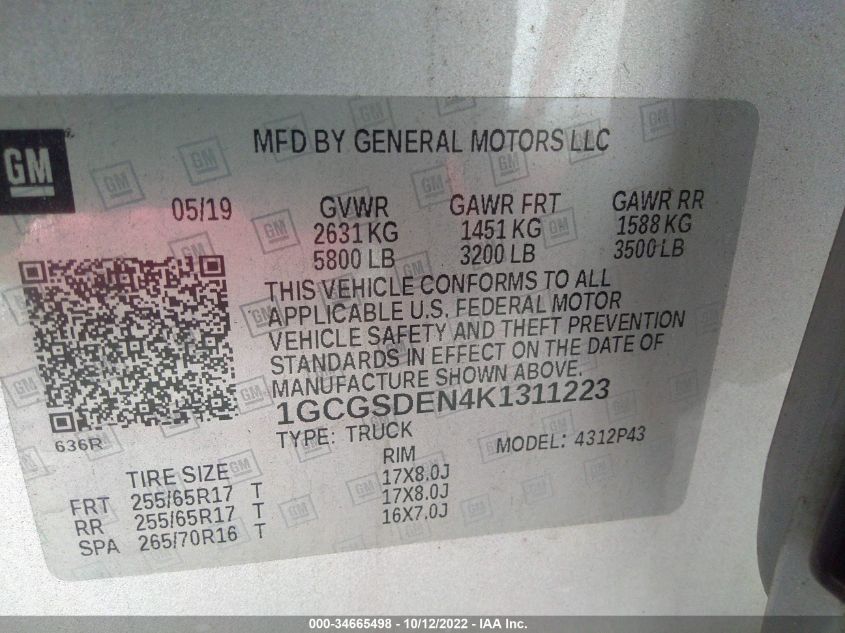 GM
MFD BY GENERAL MOTORS LLC
05/19 GVWR GAWR FRT GAWR RR
2631 KG 1451 KG 1588 KG
5800 LB 3200 LB 3500 LB
THIS VEHICLE CONFORMS TO ALL
APPLICABLE U.S. FEDERAL MOTOR
VEHICLE SAFETY AND THEFT PREVENTION
STANDARDS IN EFFECT ON THE DATE OF
MANUFACTURE SHOWN ABOVE.
1GCGSDEN4K1311223
636R
TYPE: TRUCK MODEL: 4312P43
TIRE SIZE RIM
FRT 255/65R17 T 17X8.0J
RR 255/65R17 T 17X8.0J
SPA 265/70R16 T 16X7.0J
000-34665498 - 10/12/2022 - IAA Inc.